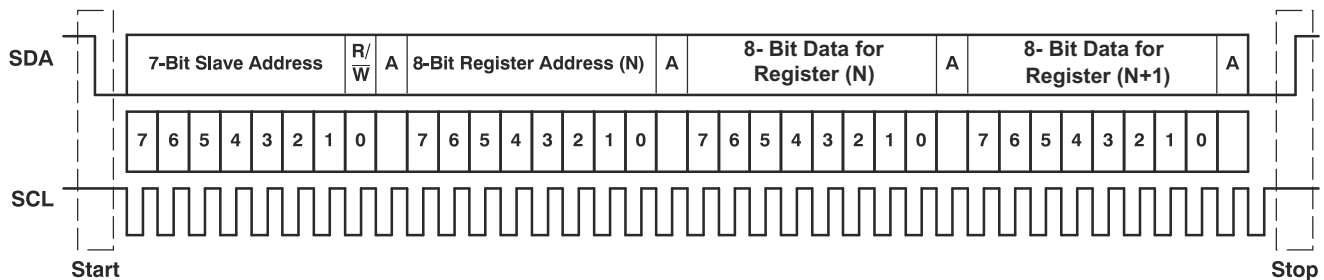 SDA
7-Bit Slave Address
R/
W
A
8-Bit Register Address (N)
A
8- Bit Data for
Register (N)
A
8- Bit Data for
Register (N+1)
A
7 6 5 4 3 2 1 0 7 6 5 4 3 2 1 0 7 6 5 4 3 2 1 0 7 6 5 4 3 2 1 0
SCL
Start
Stop